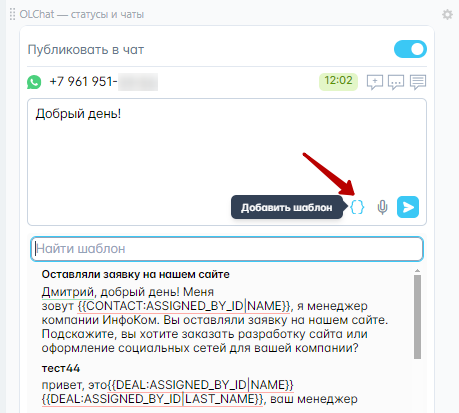 OLChat — статусы и чаты
Публиковать в чат
+7 961 951-
12:02
Добрый день!
Добавить шаблон
{}
Найти шаблон
Оставляли заявку на нашем сайте
Дмитрий, добрый день! Меня
зовут {{CONTACT:ASSIGNED_BY_ID|NAME}}, я менеджер
компании ИнфоКом. Вы оставляли заявку на нашем сайте.
Подскажите, вы хотите заказать разработку сайта или
оформление социальных сетей для вашей компании?
тест44
привет, это{{DEAL:ASSIGNED_BY_ID|NAME}}
{{DEAL:ASSIGNED_BY_ID|LAST_NAME}}, ваш менеджер